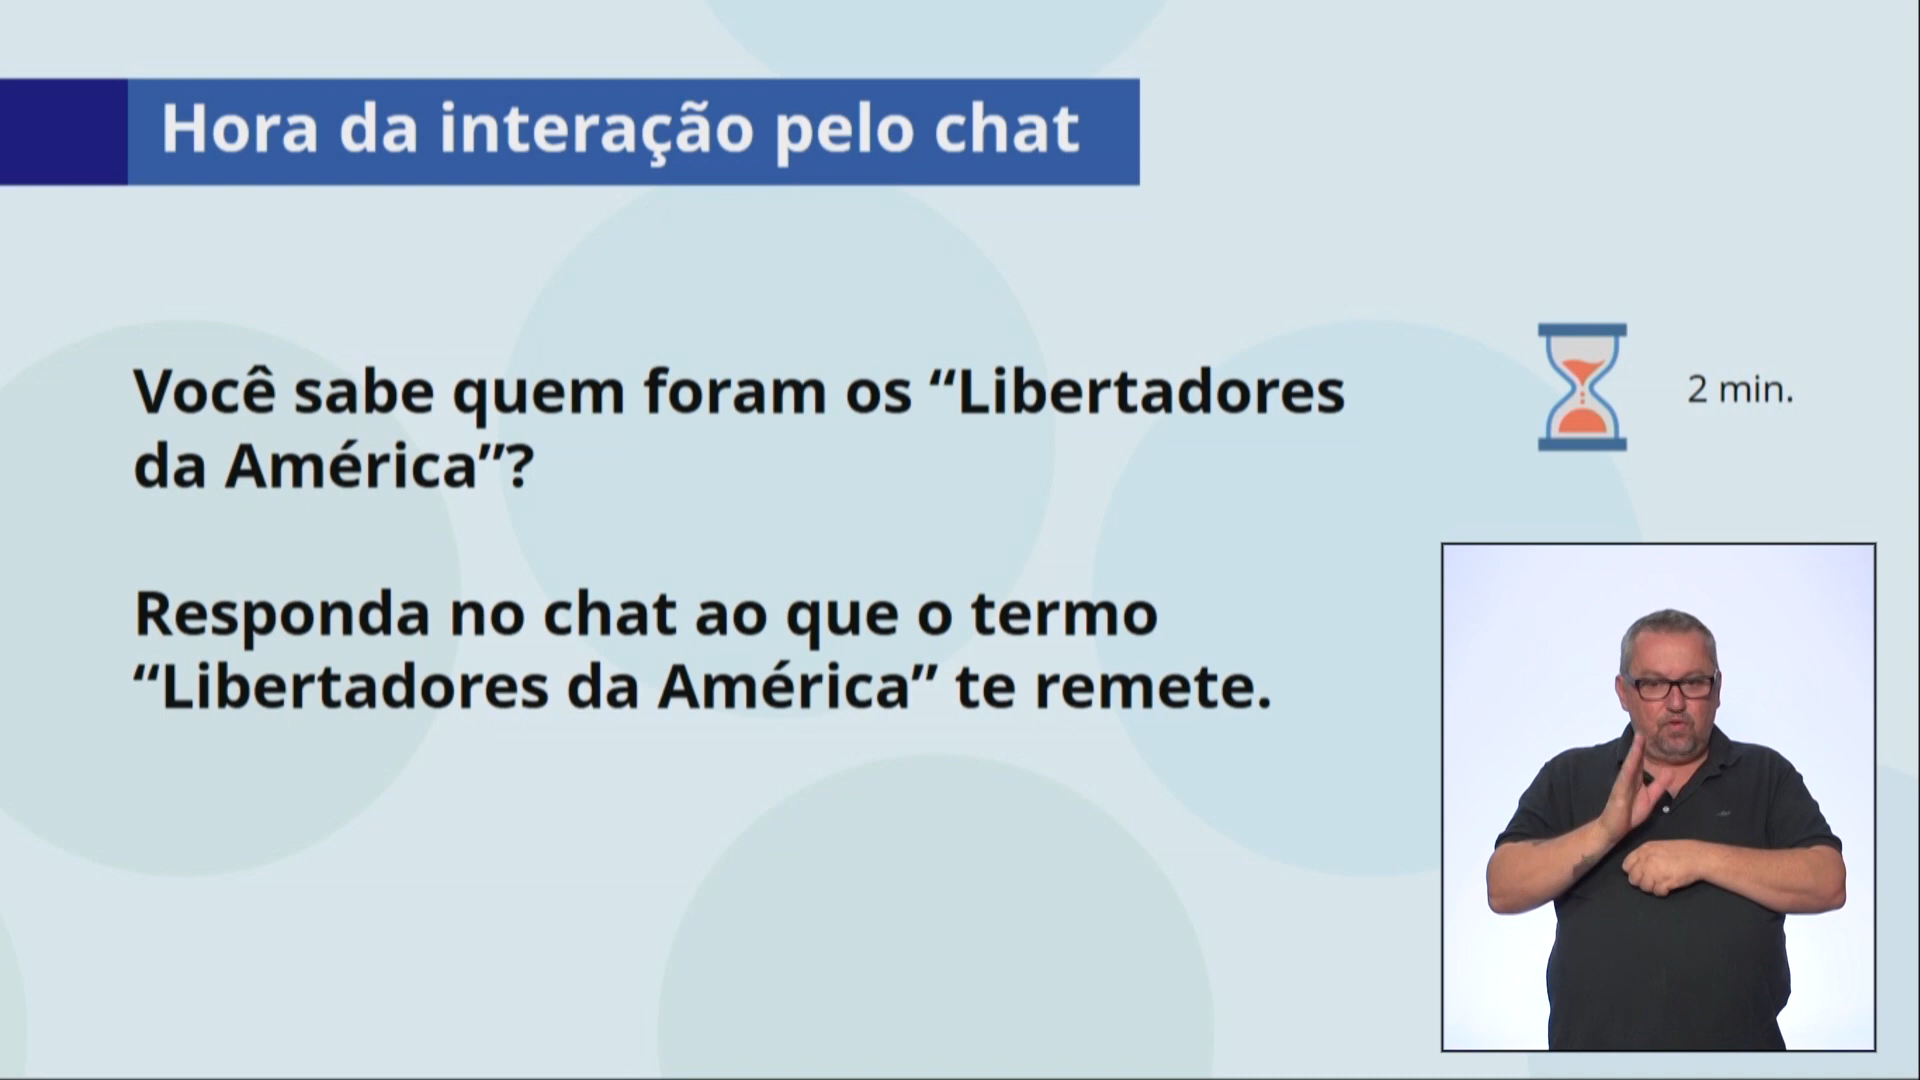 Hora da interação pelo chat
Você sabe quem foram os “Libertadores
da América”?
2 min.
Responda no chat ao que o termo
“Libertadores da América” te remete.